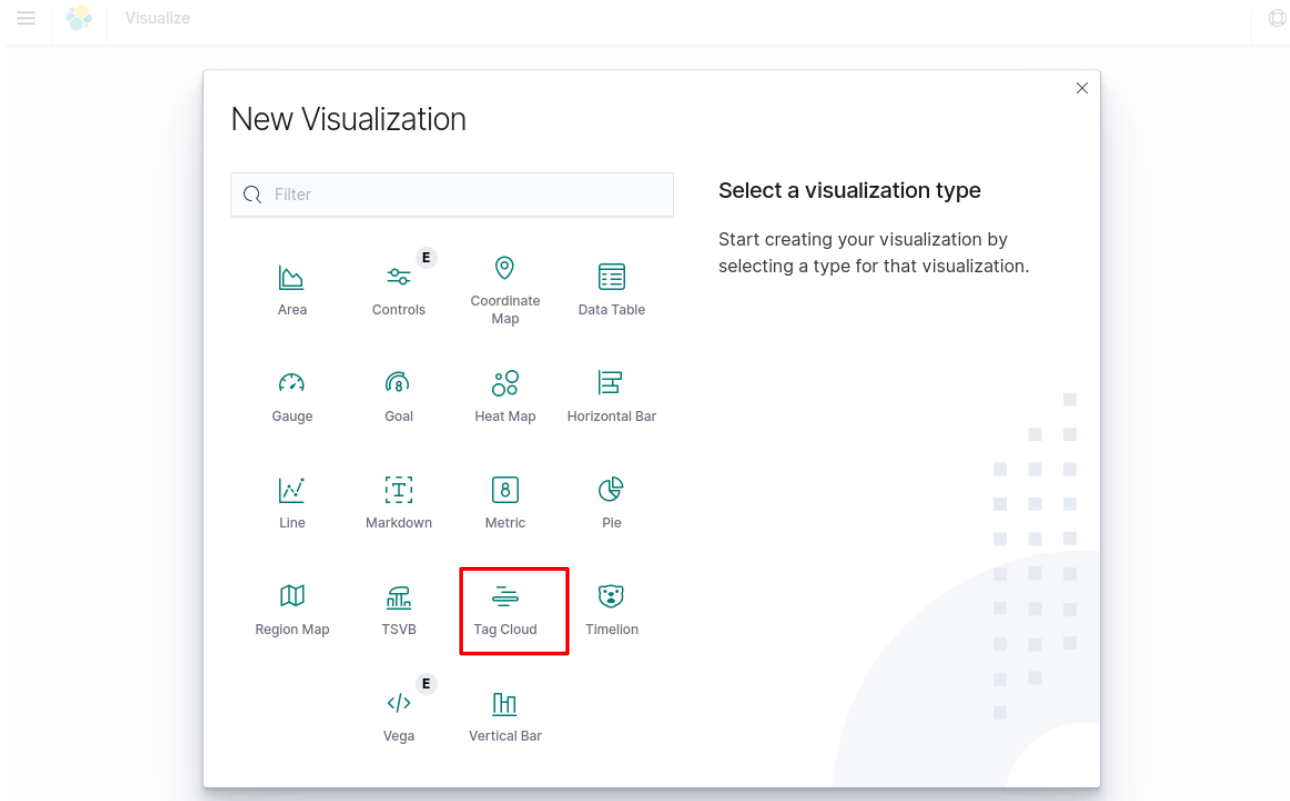 Visualize
New Visualization
Filter
Select a visualization type
Start creating your visualization by
selecting a type for that visualization.
E
Area
Controls
Coordinate
Map
Data Table
8
Gauge
Goal
Heat Map
Horizontal Bar
T
8
Line
Markdown
Metric
Pie
Region Map
TSVB
Tag Cloud
Timelion
E
</>
Vega
Vertical Bar